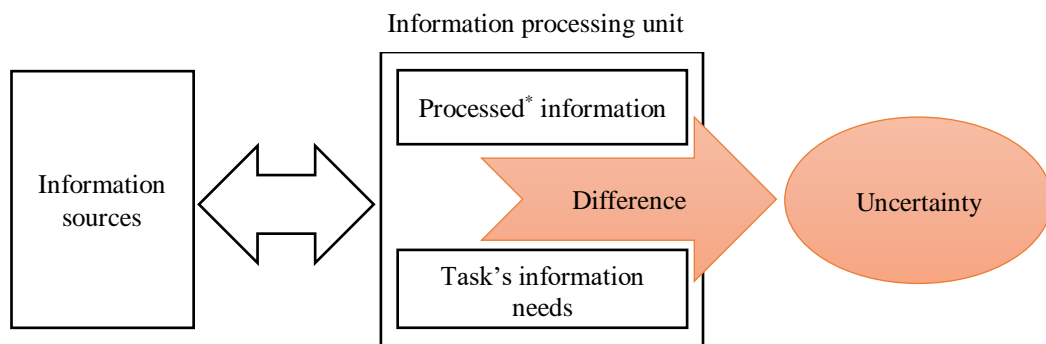 Information processing unit
Processed* information
Information
sources
Difference
Uncertainty
Task’s information
needs